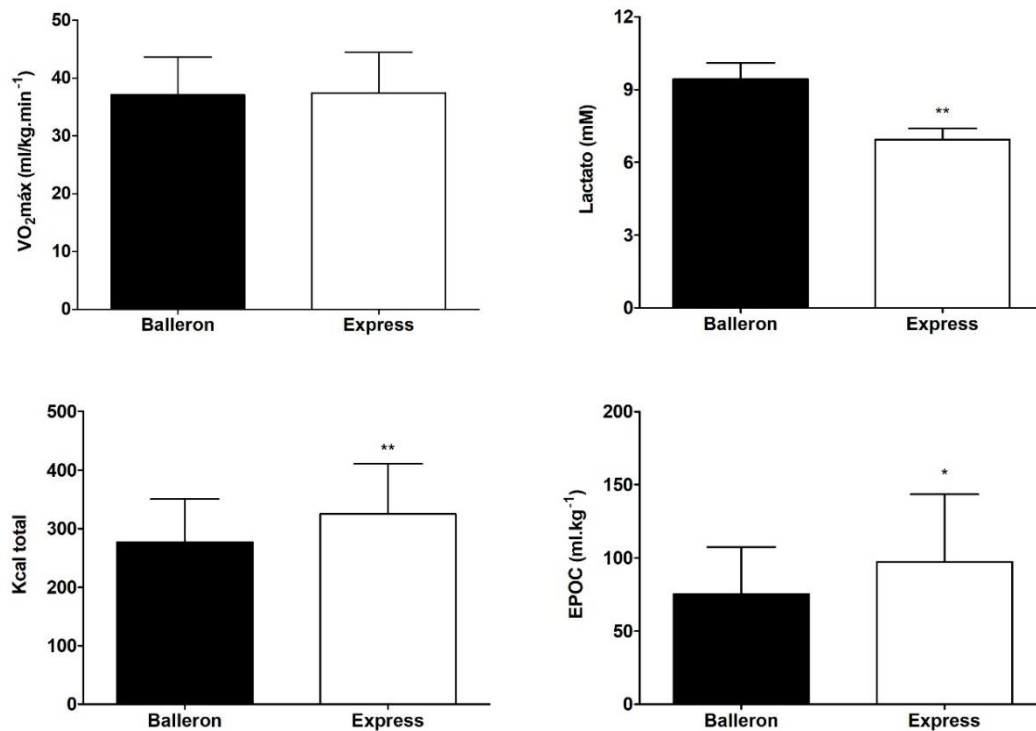 VO₂máx (ml/kg.min⁻¹)
50
40
30
20
10
0
Balleron
Express
Lactato (mM)
12
9
6
3
0
**
Balleron
Express
Kcal total
500
400
300
200
100
0
**
Balleron
Express
EPOC (ml.kg⁻¹)
200
150
100
50
0
*
Balleron
Express